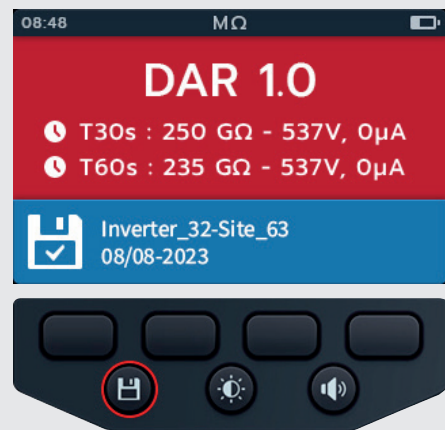 08:48 MΩ
DAR 1.0
T30s : 250 GΩ - 537V, 0µA
T60s : 235 GΩ - 537V, 0µA
Inverter_32-Site_63
08/08-2023